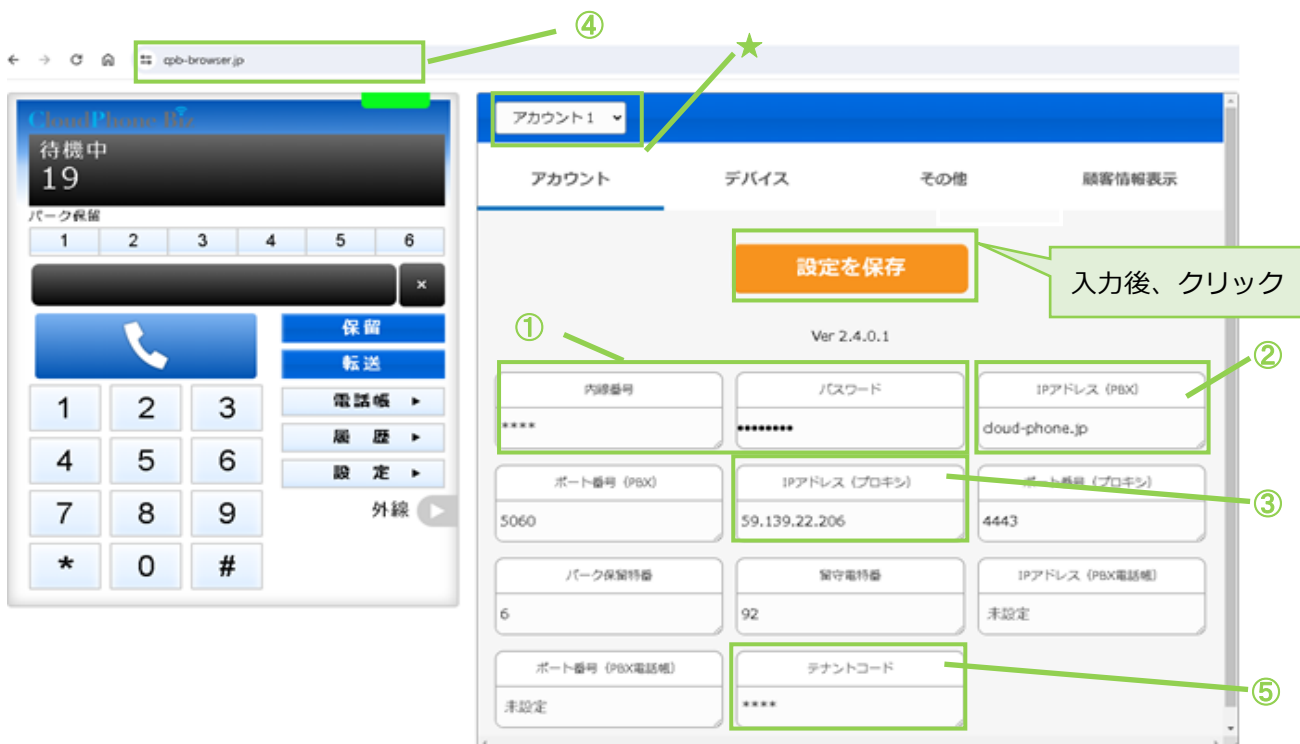 ④
★
cpb-browser.jp
CloudPhone Biz
待機中
19
パーク保留
1 2 3 4 5 6
×
保留
転送
1 2 3
電話帳 ▶
履 歴 ▶
4 5 6
設 定 ▶
7 8 9
外線
* 0 #
アカウント1
アカウント デバイス その他 顧客情報表示
設定を保存
入力後、クリック
①
Ver 2.4.0.1
②
内線番号 パスワード IPアドレス（PBX）
**** •••••••• cloud-phone.jp
ポート番号（PBX） IPアドレス（プロキシ） ポート番号（プロキシ）
③
5060 59.139.22.206 4443
パーク保留特番 留守電特番 IPアドレス（PBX電話帳）
6 92 未設定
ポート番号（PBX電話帳） テナントコード
⑤
未設定 ****